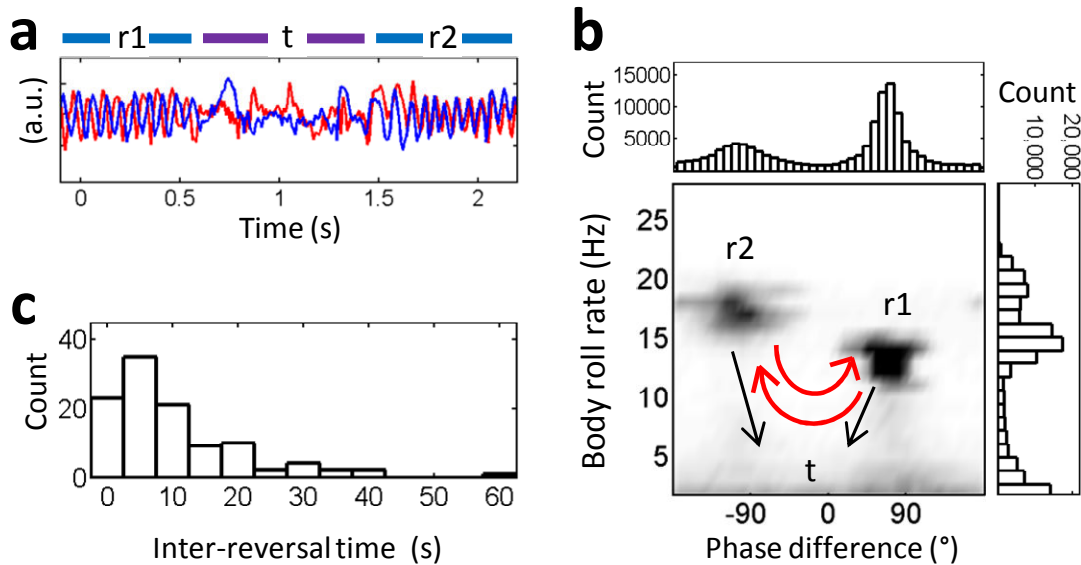 a
r1 t r2
(a.u.)
0 0.5 1 1.5 2
Time (s)
b
Count
15000
10000
5000
Count
10,000
20,000
Body roll rate (Hz)
25
20
15
10
5
r2
r1
t
-90 0 90
Phase difference (°)
c
Count
40
20
0
0 10 20 30 40 50 60
Inter-reversal time (s)